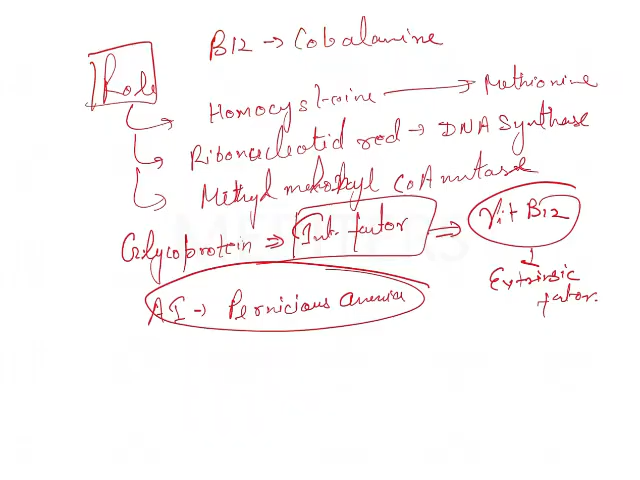 B12 → Cobalamine
Role
Homocysteine → Methionine
Ribonucleotid red → DNA Synthase
Methyl CoA mutase
Glycoprotein ⇒ Int. factor ⇒ Vit B12
Extrinsic factor.
AI → Pernicious anemia